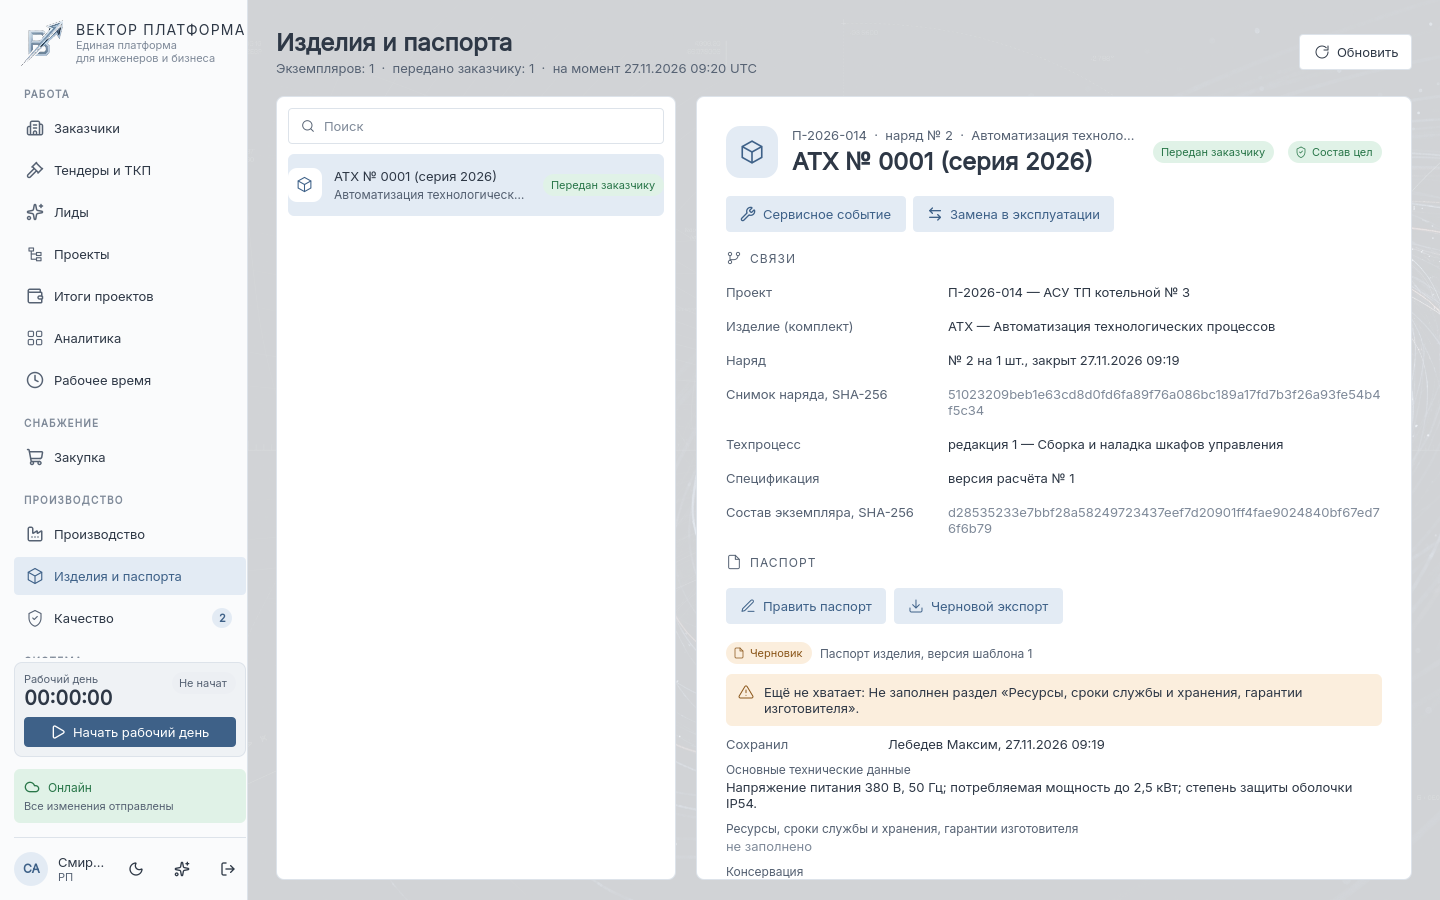 ВЕКТОР ПЛАТФОРМА
Единая платформа
для инженеров и бизнеса
РАБОТА
Заказчики
Тендеры и ТКП
Лиды
Проекты
Итоги проектов
Аналитика
Рабочее время
СНАБЖЕНИЕ
Закупка
ПРОИЗВОДСТВО
Производство
Изделия и паспорта
Качество 2
Рабочий день
Не начат
00:00:00
Начать рабочий день
Онлайн
Все изменения отправлены
СА
Смир...
РП
Изделия и паспорта
Экземпляров: 1 · передано заказчику: 1 · на момент 27.11.2026 09:20 UTC
Обновить
Поиск
АТХ № 0001 (серия 2026)
Автоматизация технологическ...
Передан заказчику
П-2026-014 · наряд № 2 · Автоматизация техноло...
АТХ № 0001 (серия 2026)
Передан заказчику
Состав цел
Сервисное событие
Замена в эксплуатации
СВЯЗИ
Проект
П-2026-014 — АСУ ТП котельной № 3
Изделие (комплект)
АТХ — Автоматизация технологических процессов
Наряд
№ 2 на 1 шт., закрыт 27.11.2026 09:19
Снимок наряда, SHA-256
51023209beb1e63cd8d0fd6fa89f76a086bc189a17fd7b3f26a93fe54b4
f5c34
Техпроцесс
редакция 1 — Сборка и наладка шкафов управления
Спецификация
версия расчёта № 1
Состав экземпляра, SHA-256
d28535233e7bbf28a58249723437eef7d20901ff4fae9024840bf67ed7
6f6b79
ПАСПОРТ
Править паспорт
Черновой экспорт
Черновик
Паспорт изделия, версия шаблона 1
Ещё не хватает: Не заполнен раздел «Ресурсы, сроки службы и хранения, гарантии
изготовителя».
Сохранил
Лебедев Максим, 27.11.2026 09:19
Основные технические данные
Напряжение питания 380 В, 50 Гц; потребляемая мощность до 2,5 кВт; степень защиты оболочки
IP54.
Ресурсы, сроки службы и хранения, гарантии изготовителя
не заполнено
Консервация